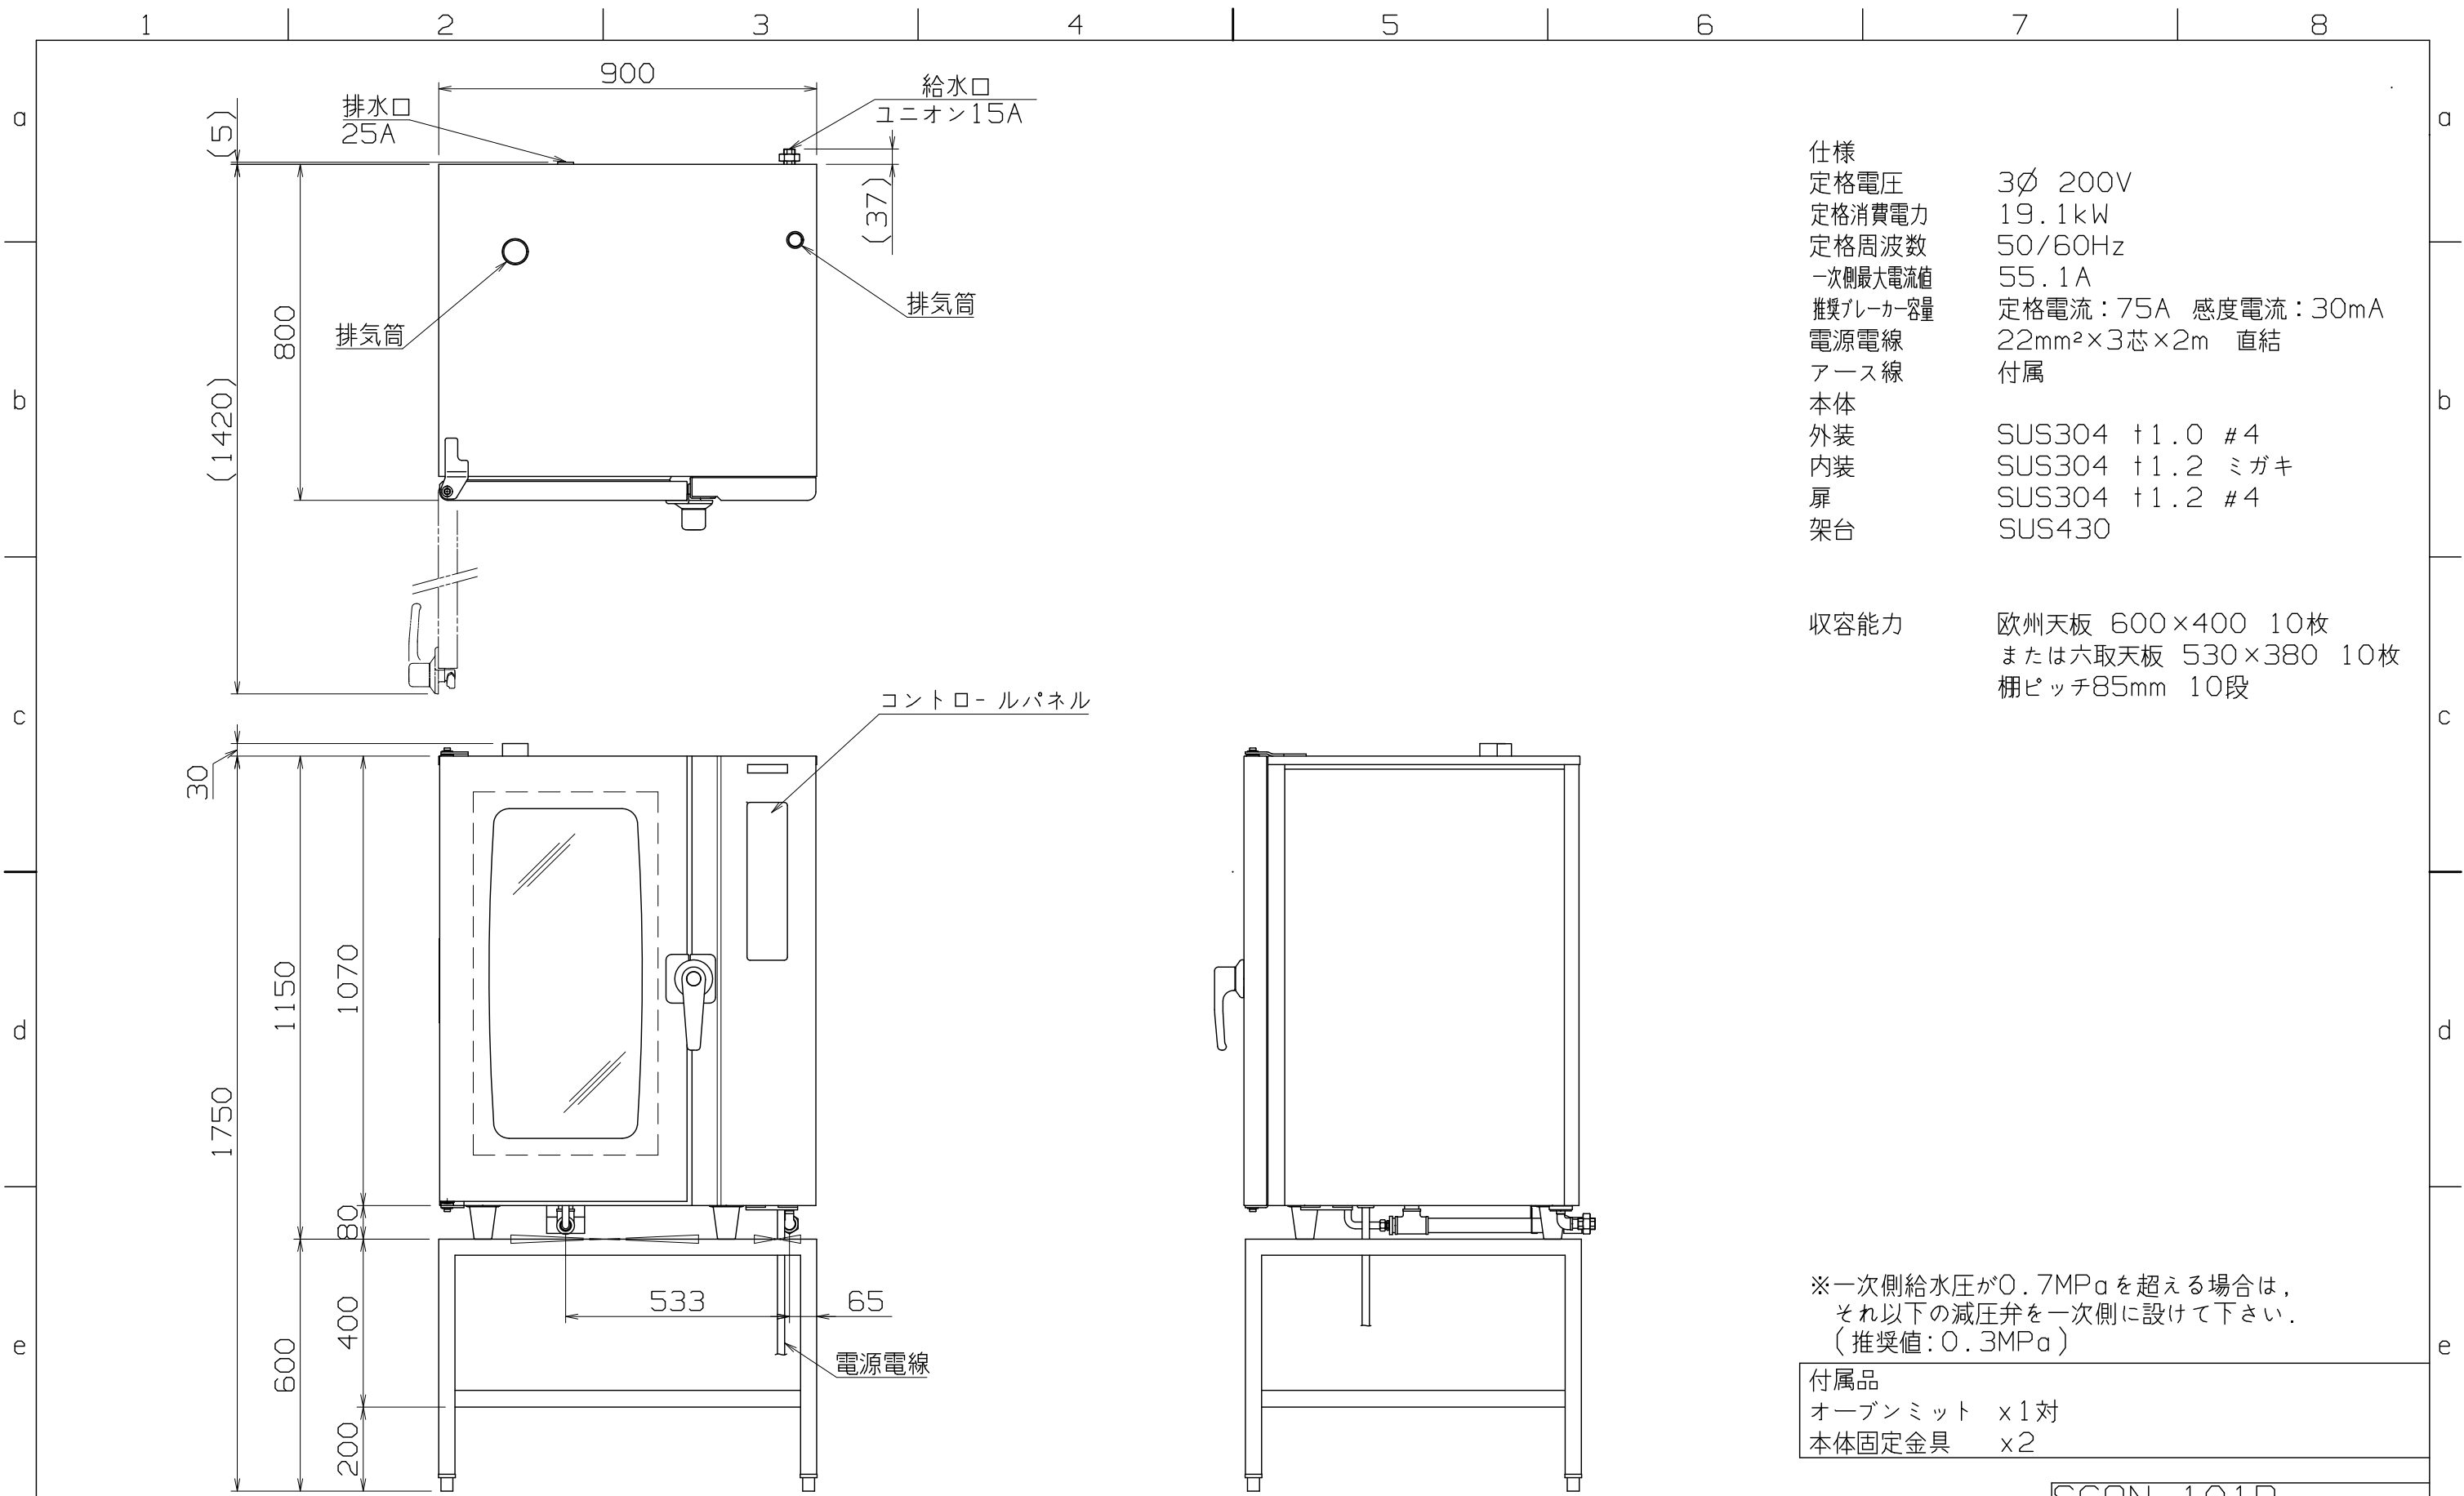 1 2 3 4 5 6 7 8
a a
b b
c c
d d
e e
900
排水口
25A
給水口
ユニオン15A
(5)
(37)
800
(1420)
排気筒
排気筒
コントロールパネル
30
1150
1070
1750
80
533
65
400
600
200
電源電線
仕様
定格電圧 3Ø 200V
定格消費電力 19.1kW
定格周波数 50/60Hz
一次側最大電流値 55.1A
推奨ブレーカー容量 定格電流:75A 感度電流:30mA
電源電線 22mm²×3芯×2m 直結
アース線 付属
本体
外装 SUS304 t1.0 #4
内装 SUS304 t1.2 ミガキ
扉 SUS304 t1.2 #4
架台 SUS430
収容能力 欧州天板 600×400 10枚
または六取天板 530×380 10枚
棚ピッチ85mm 10段
※一次側給水圧が0.7MPaを超える場合は,
それ以下の減圧弁を一次側に設けて下さい.
(推奨値:0.3MPa)
付属品
オーブンミット x1対
本体固定金具 x2